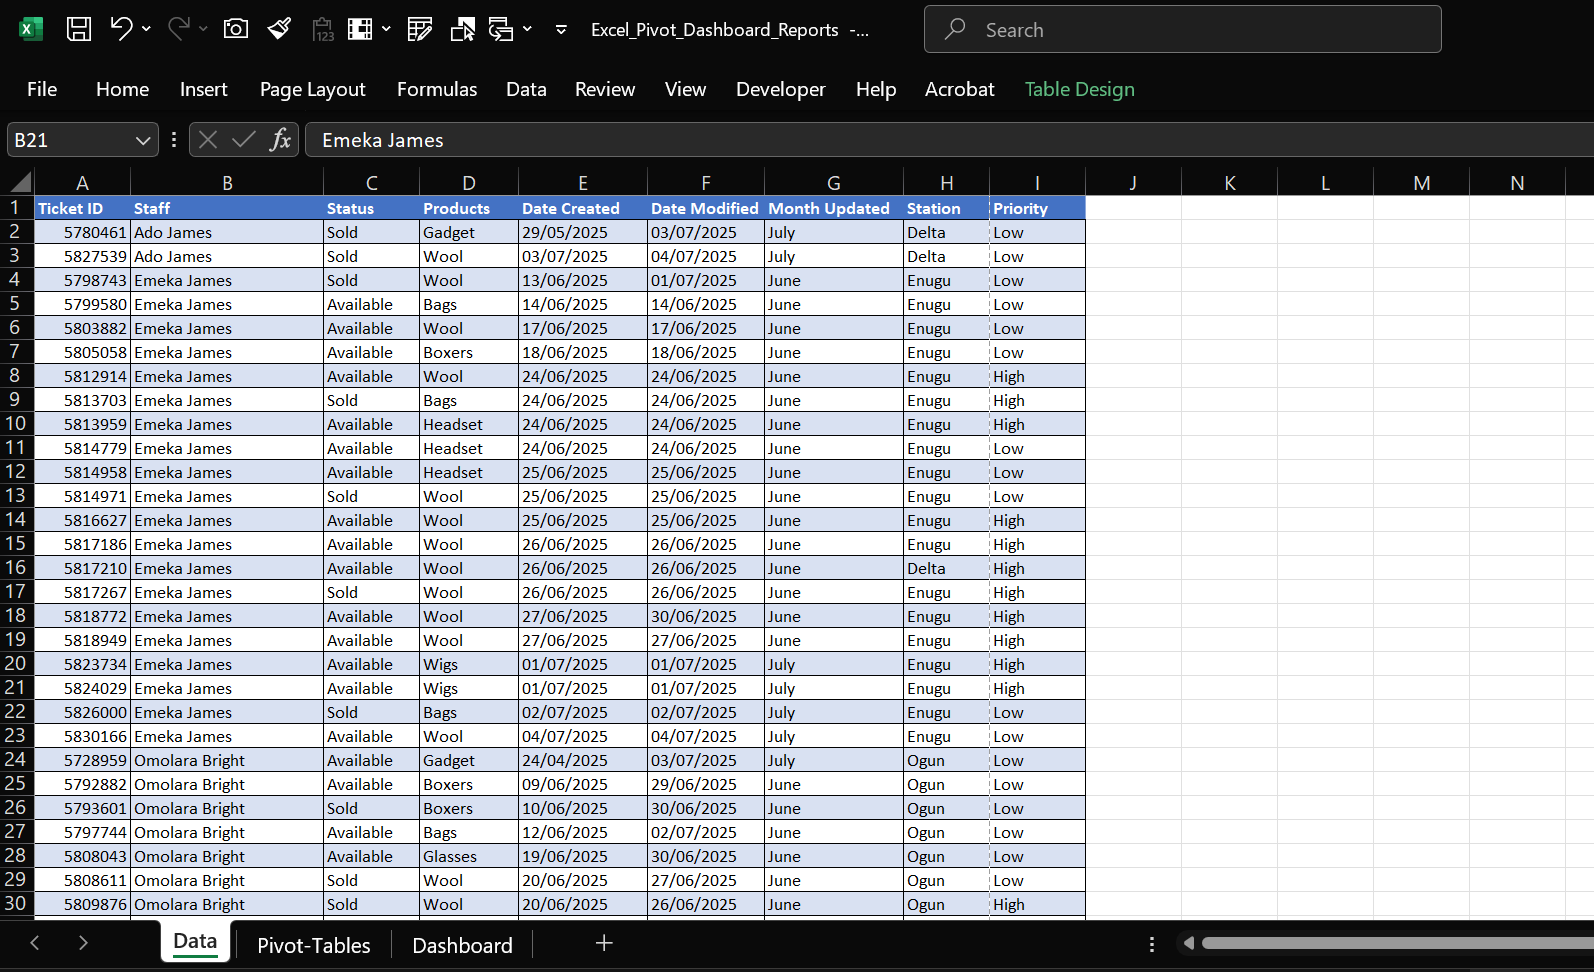 Excel_Pivot_Dashboard_Reports -...
Search
File Home Insert Page Layout Formulas Data Review View Developer Help Acrobat Table Design
B21 fx Emeka James
A B C D E F G H I J K L M N
1 Ticket ID Staff Status Products Date Created Date Modified Month Updated Station Priority
2 5780461 Ado James Sold Gadget 29/05/2025 03/07/2025 July Delta Low
3 5827539 Ado James Sold Wool 03/07/2025 04/07/2025 July Delta Low
4 5798743 Emeka James Sold Wool 13/06/2025 01/07/2025 June Enugu Low
5 5799580 Emeka James Available Bags 14/06/2025 14/06/2025 June Enugu Low
6 5803882 Emeka James Available Wool 17/06/2025 17/06/2025 June Enugu Low
7 5805058 Emeka James Available Boxers 18/06/2025 18/06/2025 June Enugu Low
8 5812914 Emeka James Available Wool 24/06/2025 24/06/2025 June Enugu High
9 5813703 Emeka James Sold Bags 24/06/2025 24/06/2025 June Enugu High
10 5813959 Emeka James Available Headset 24/06/2025 24/06/2025 June Enugu High
11 5814779 Emeka James Available Headset 24/06/2025 24/06/2025 June Enugu Low
12 5814958 Emeka James Available Headset 25/06/2025 25/06/2025 June Enugu Low
13 5814971 Emeka James Sold Wool 25/06/2025 25/06/2025 June Enugu Low
14 5816627 Emeka James Available Wool 25/06/2025 25/06/2025 June Enugu High
15 5817186 Emeka James Available Wool 26/06/2025 26/06/2025 June Enugu High
16 5817210 Emeka James Available Wool 26/06/2025 26/06/2025 June Delta High
17 5817267 Emeka James Sold Wool 26/06/2025 26/06/2025 June Enugu High
18 5818772 Emeka James Available Wool 27/06/2025 30/06/2025 June Enugu High
19 5818949 Emeka James Available Wool 27/06/2025 27/06/2025 June Enugu High
20 5823734 Emeka James Available Wigs 01/07/2025 01/07/2025 July Enugu High
21 5824029 Emeka James Available Wigs 01/07/2025 01/07/2025 July Enugu High
22 5826000 Emeka James Sold Bags 02/07/2025 02/07/2025 July Enugu Low
23 5830166 Emeka James Available Wool 04/07/2025 04/07/2025 July Enugu Low
24 5728959 Omolara Bright Available Gadget 24/04/2025 03/07/2025 July Ogun Low
25 5792882 Omolara Bright Available Boxers 09/06/2025 29/06/2025 June Ogun Low
26 5793601 Omolara Bright Sold Boxers 10/06/2025 30/06/2025 June Ogun Low
27 5797744 Omolara Bright Available Bags 12/06/2025 02/07/2025 June Ogun Low
28 5808043 Omolara Bright Available Glasses 19/06/2025 30/06/2025 June Ogun Low
29 5808611 Omolara Bright Sold Wool 20/06/2025 27/06/2025 June Ogun Low
30 5809876 Omolara Bright Sold Wool 20/06/2025 26/06/2025 June Ogun High
Data Pivot-Tables Dashboard